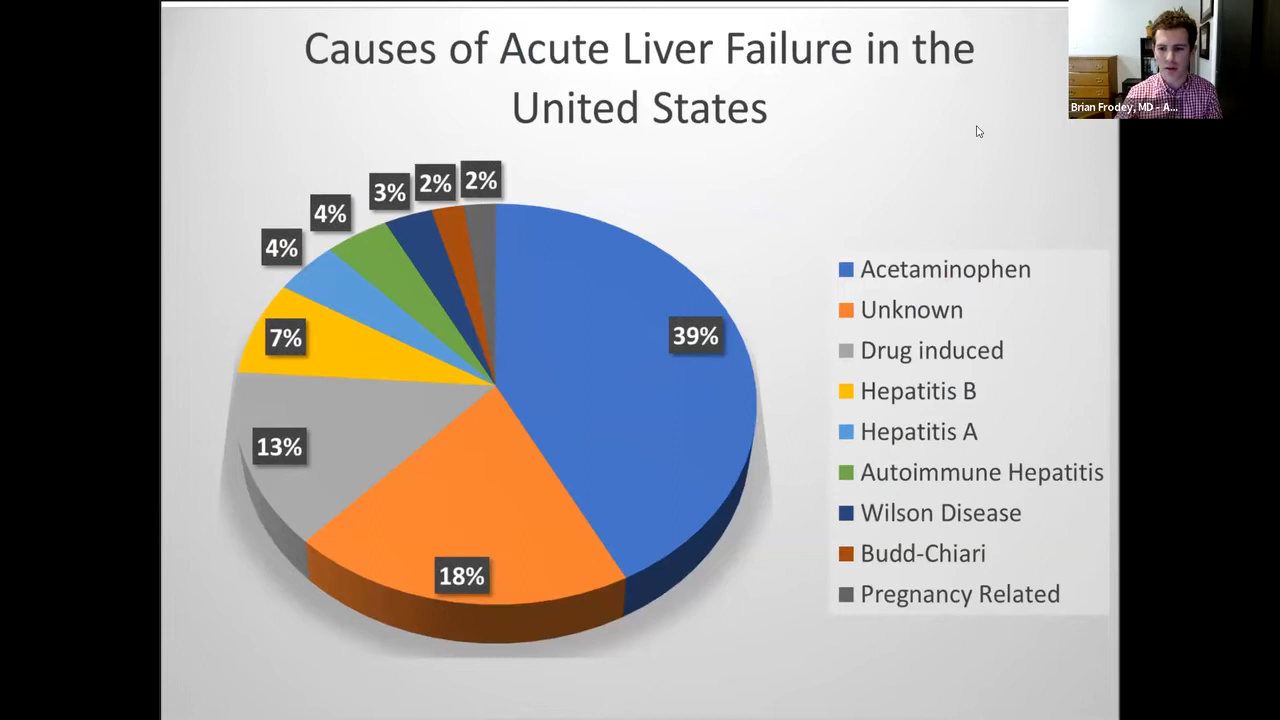 Causes of Acute Liver Failure in the
United States
Brian Frodey, MD - A...
2%
2%
3%
4%
4%
7%
39%
13%
18%
Acetaminophen
Unknown
Drug induced
Hepatitis B
Hepatitis A
Autoimmune Hepatitis
Wilson Disease
Budd-Chiari
Pregnancy Related